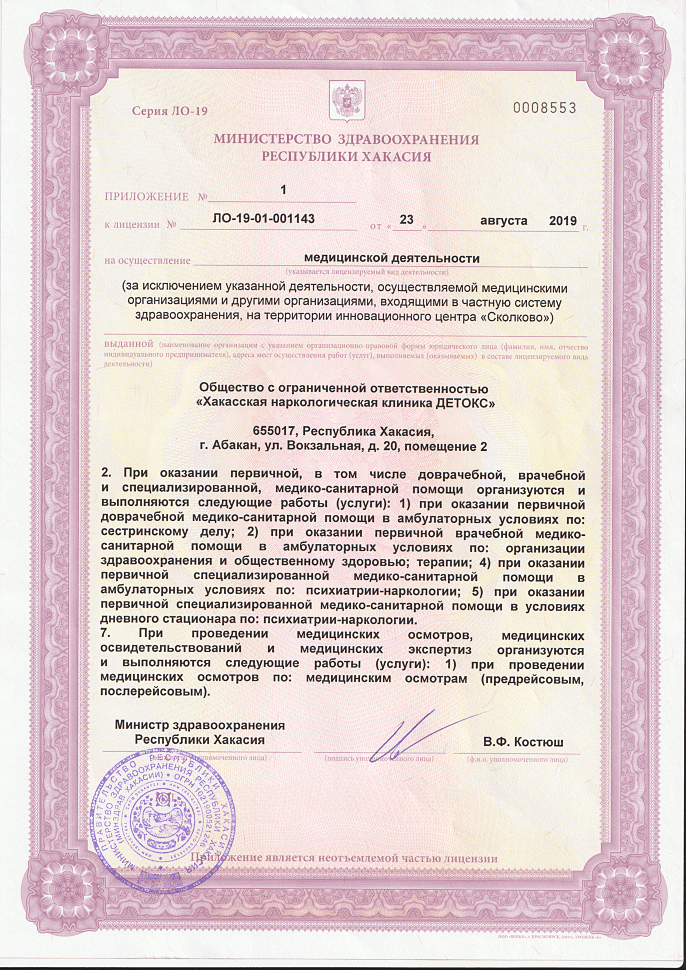 Серия ЛО-19
0008553
МИНИСТЕРСТВО ЗДРАВООХРАНЕНИЯ
РЕСПУБЛИКИ ХАКАСИЯ
ПРИЛОЖЕНИЕ № 1
к лицензии № ЛО-19-01-001143 от « 23 » августа 2019 г.
на осуществление медицинской деятельности
(указывается лицензируемый вид деятельности)
(за исключением указанной деятельности, осуществляемой медицинскими
организациями и другими организациями, входящими в частную систему
здравоохранения, на территории инновационного центра «Сколково»)
выданной (наименование организации с указанием организационно-правовой формы юридического лица (фамилия, имя, отчество
индивидуального предпринимателя), адреса мест осуществления работ (услуг), выполняемых (оказываемых) в составе лицензируемого вида
деятельности)
Общество с ограниченной ответственностью
«Хакасская наркологическая клиника ДЕТОКС»
655017, Республика Хакасия,
г. Абакан, ул. Вокзальная, д. 20, помещение 2
2. При оказании первичной, в том числе доврачебной, врачебной
и специализированной, медико-санитарной помощи организуются и
выполняются следующие работы (услуги): 1) при оказании первичной
доврачебной медико-санитарной помощи в амбулаторных условиях по:
сестринскому делу; 2) при оказании первичной врачебной медико-
санитарной помощи в амбулаторных условиях по: организации
здравоохранения и общественному здоровью; терапии; 4) при оказании
первичной специализированной медико-санитарной помощи в
амбулаторных условиях по: психиатрии-наркологии; 5) при оказании
первичной специализированной медико-санитарной помощи в условиях
дневного стационара по: психиатрии-наркологии.
7. При проведении медицинских осмотров, медицинских
освидетельствований и медицинских экспертиз организуются
и выполняются следующие работы (услуги): 1) при проведении
медицинских осмотров по: медицинским осмотрам (предрейсовым,
послерейсовым).
Министр здравоохранения
Республики Хакасия
В.Ф. Костюш
(подпись уполномоченного лица)
(ф.и.о. уполномоченного лица)
ПРАВИТЕЛЬСТВО РЕСПУБЛИКИ ХАКАСИЯ
МИНИСТЕРСТВО ЗДРАВООХРАНЕНИЯ РЕСПУБЛИКИ
(МИНЗДРАВ ХАКАСИИ)
ОГРН
Приложение является неотъемлемой частью лицензии